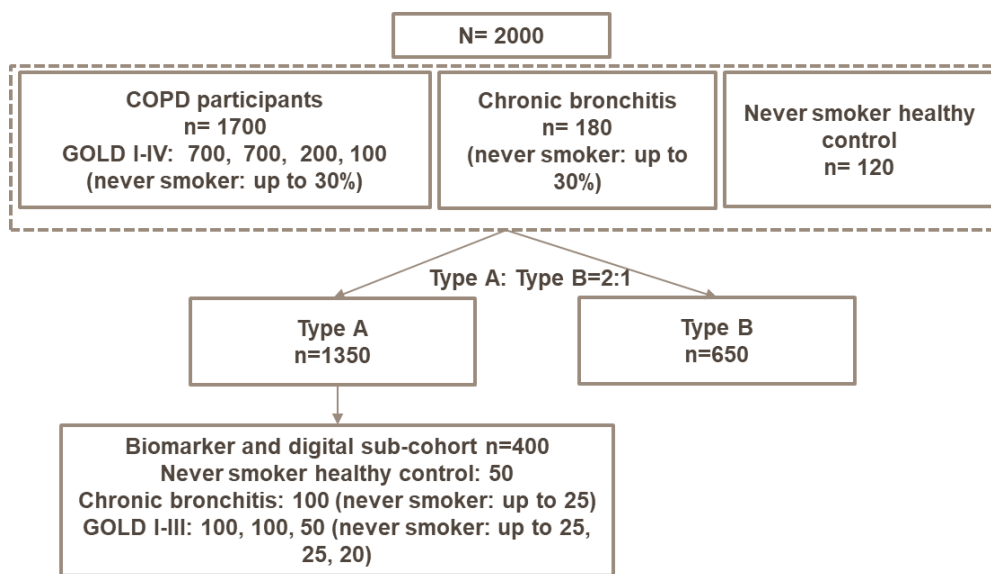 N= 2000
COPD participants
n= 1700
GOLD I-IV:  700,  700,  200, 100
(never smoker: up to 30%)
Chronic bronchitis
n= 180
(never smoker: up to
30%)
Never smoker healthy
control
n= 120
Type A: Type B=2:1
Type A
n=1350
Type B
n=650
Biomarker and digital sub-cohort n=400
Never smoker healthy control: 50
Chronic bronchitis: 100 (never smoker: up to 25)
GOLD I-III: 100, 100, 50 (never smoker: up to 25,
25, 20)